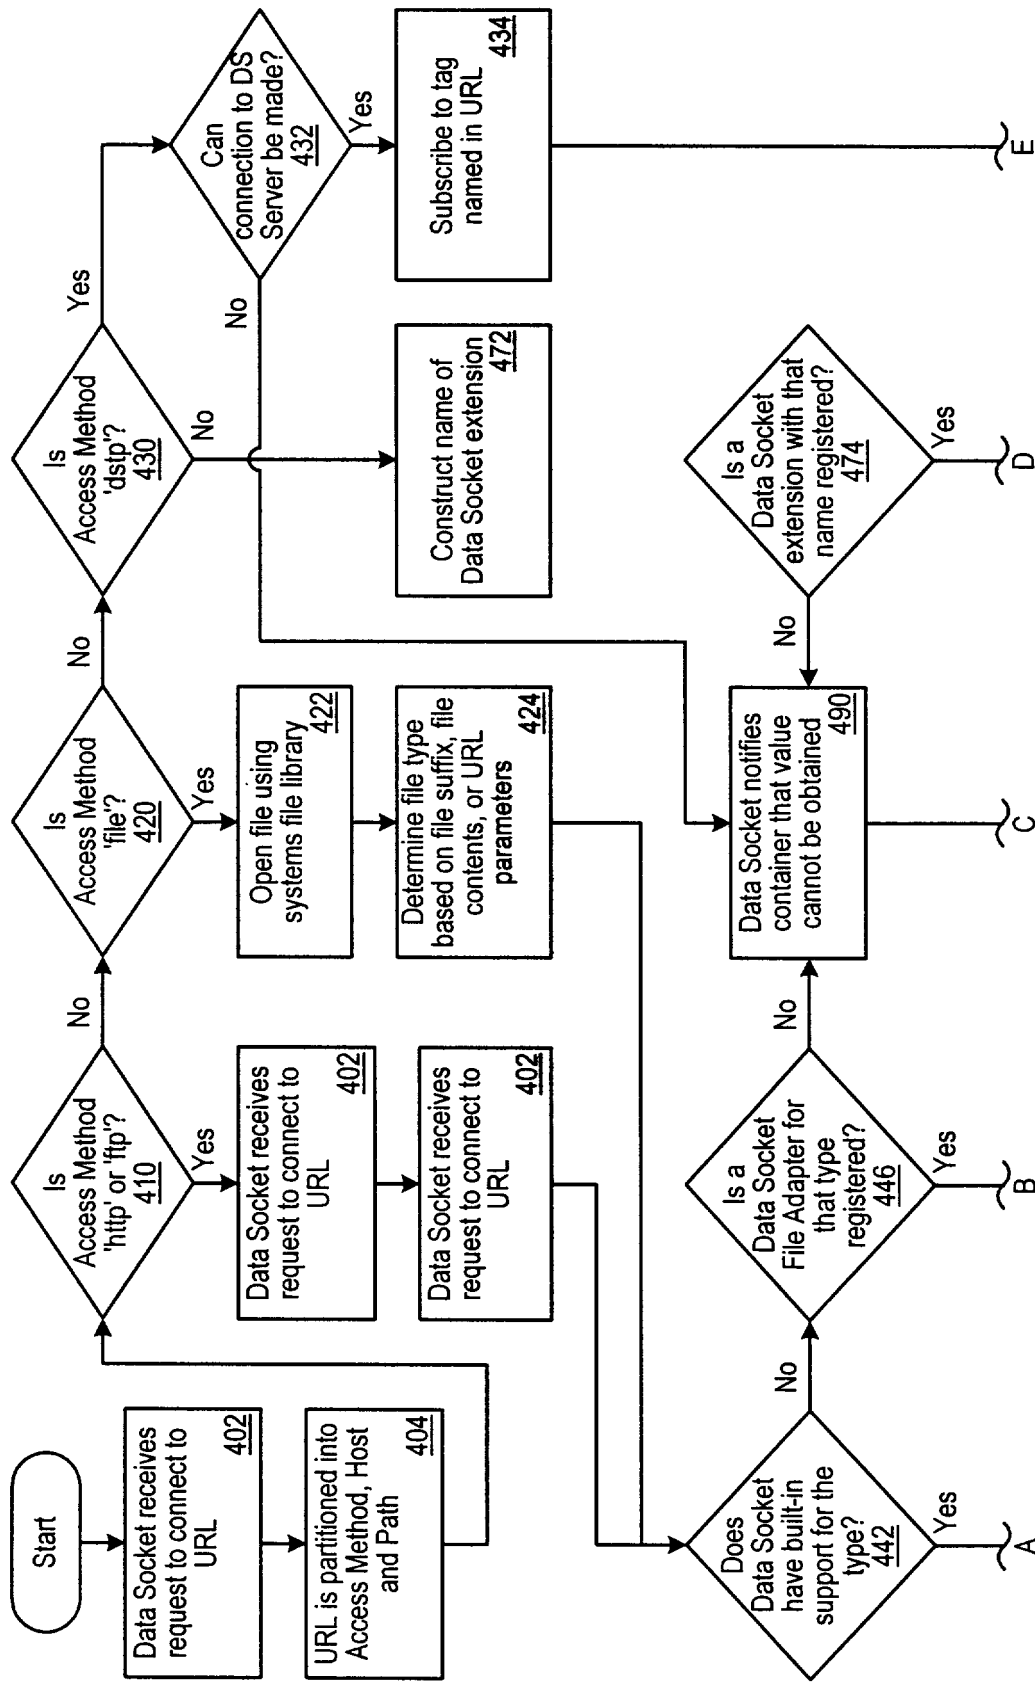 Start
Data Socket receives
request to connect to
URL
402
URL is partitioned into
Access Method, Host
and Path
404
Is
Access Method
'http' or 'ftp'?
410
No
Yes
Data Socket receives
request to connect to
URL
402
Data Socket receives
request to connect to
URL
402
Is
Access Method
'file'?
420
No
Yes
Open file using
systems file library
422
Determine file type
based on file suffix, file
contents, or URL
parameters
424
Is
Access Method
'dstp'?
430
Yes
No
Construct name of
Data Socket extension
472
Can
connection to DS
Server be made?
432
No
Yes
Subscribe to tag
named in URL
434
Does
Data Socket
have built-in
support for the
type?
442
No
Yes
Is a
Data Socket
File Adapter for
that type
registered?
446
No
Yes
Data Socket notifies
container that value
cannot be obtained
490
Is a
Data Socket
extension with that
name registered?
474
No
Yes
A
B
C
D
E